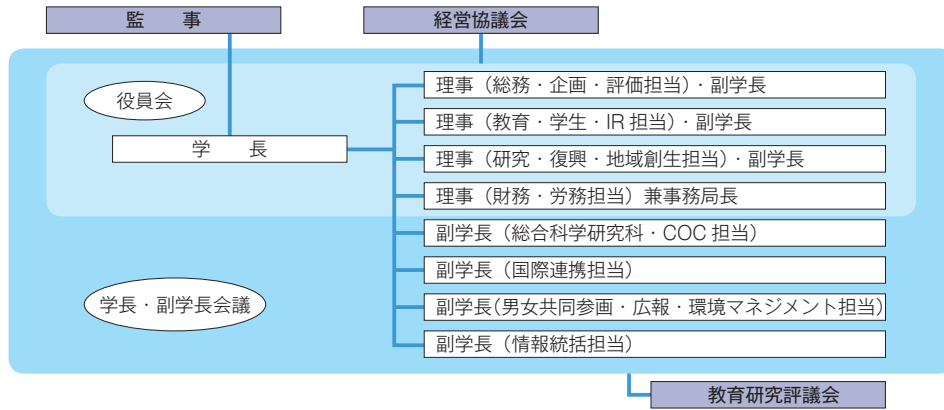 監 事
経営協議会
役員会
学 長
理事（総務・企画・評価担当）・副学長
理事（教育・学生・IR 担当）・副学長
理事（研究・復興・地域創生担当）・副学長
理事（財務・労務担当）兼事務局長
副学長（総合科学研究科・COC 担当）
副学長（国際連携担当）
副学長（男女共同参画・広報・環境マネジメント担当）
副学長（情報統括担当）
学長・副学長会議
教育研究評議会